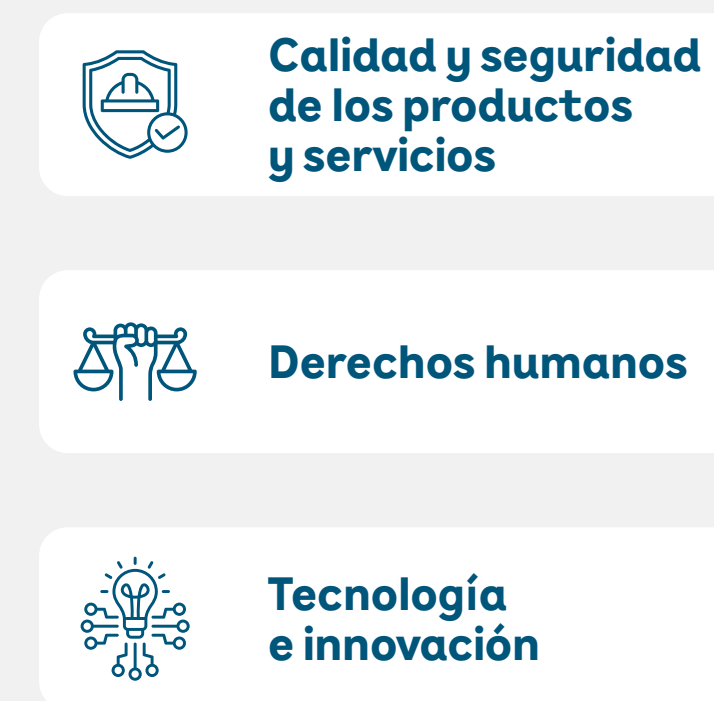 Calidad y seguridad
de los productos
y servicios
Derechos humanos
Tecnología
e innovación